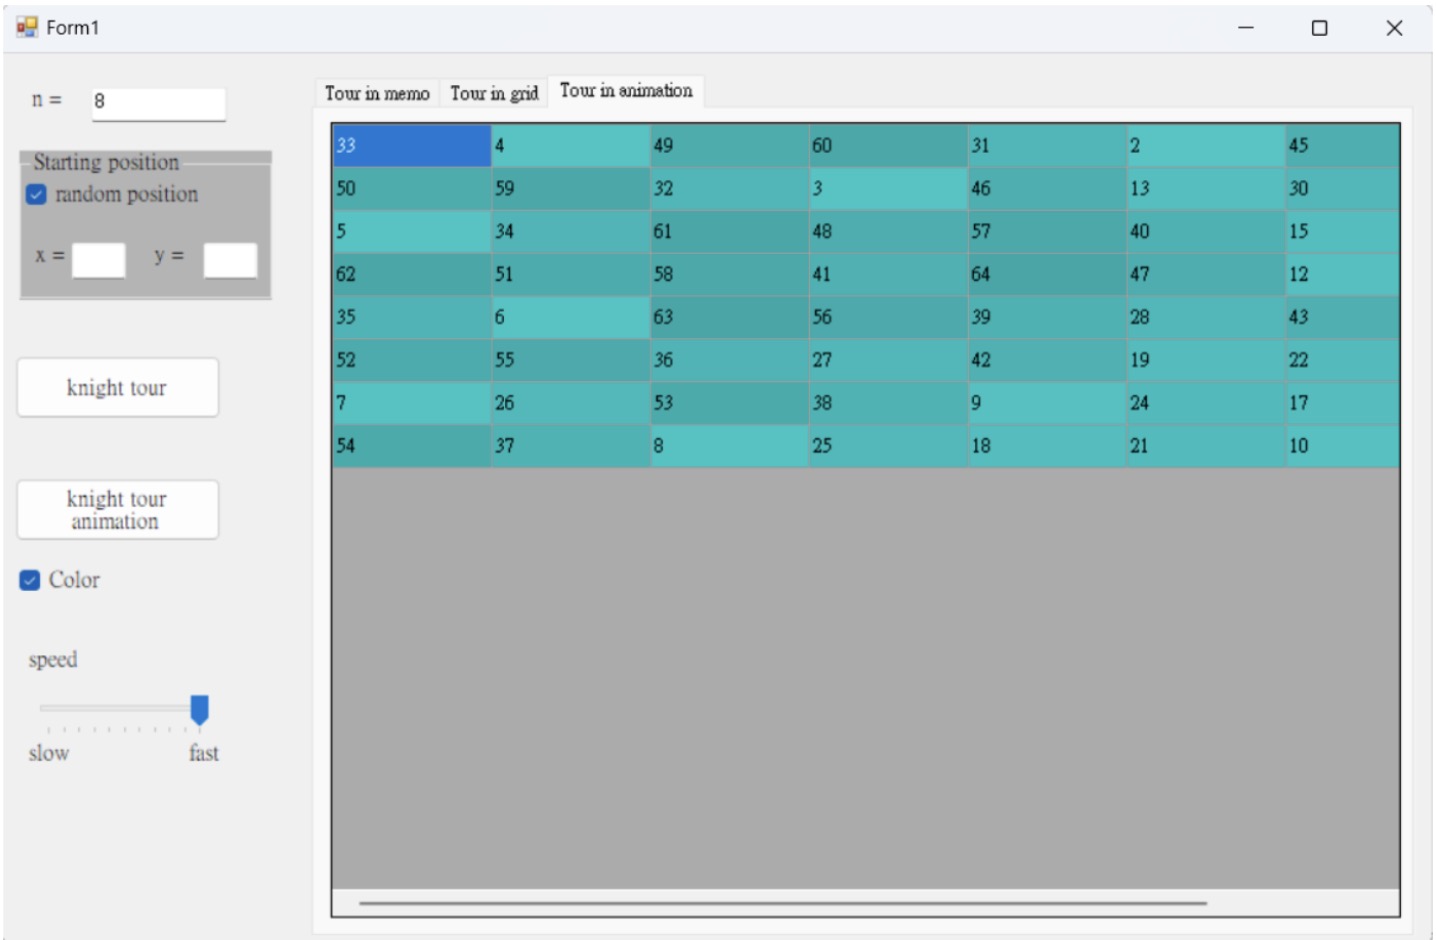 Form1
n =
8
Starting position
random position
x =
y =
knight tour
knight tour
animation
Color
speed
slow
fast
Tour in memo
Tour in grid
Tour in animation
33 4 49 60 31 2 45
50 59 32 3 46 13 30
5 34 61 48 57 40 15
62 51 58 41 64 47 12
35 6 63 56 39 28 43
52 55 36 27 42 19 22
7 26 53 38 9 24 17
54 37 8 25 18 21 10